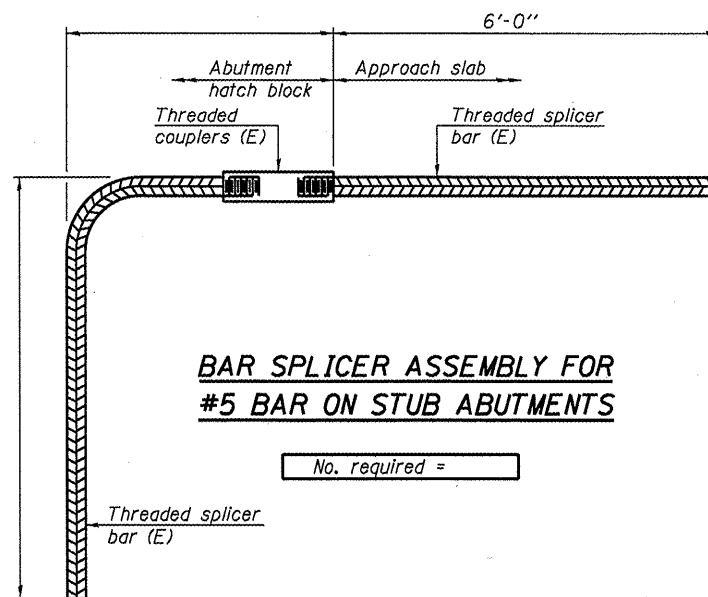 6'-0"
Abutment
hatch block
Approach slab
Threaded
couplers (E)
Threaded splicer
bar (E)
BAR SPLICER ASSEMBLY FOR
#5 BAR ON STUB ABUTMENTS
No. required =
Threaded splicer
bar (E)